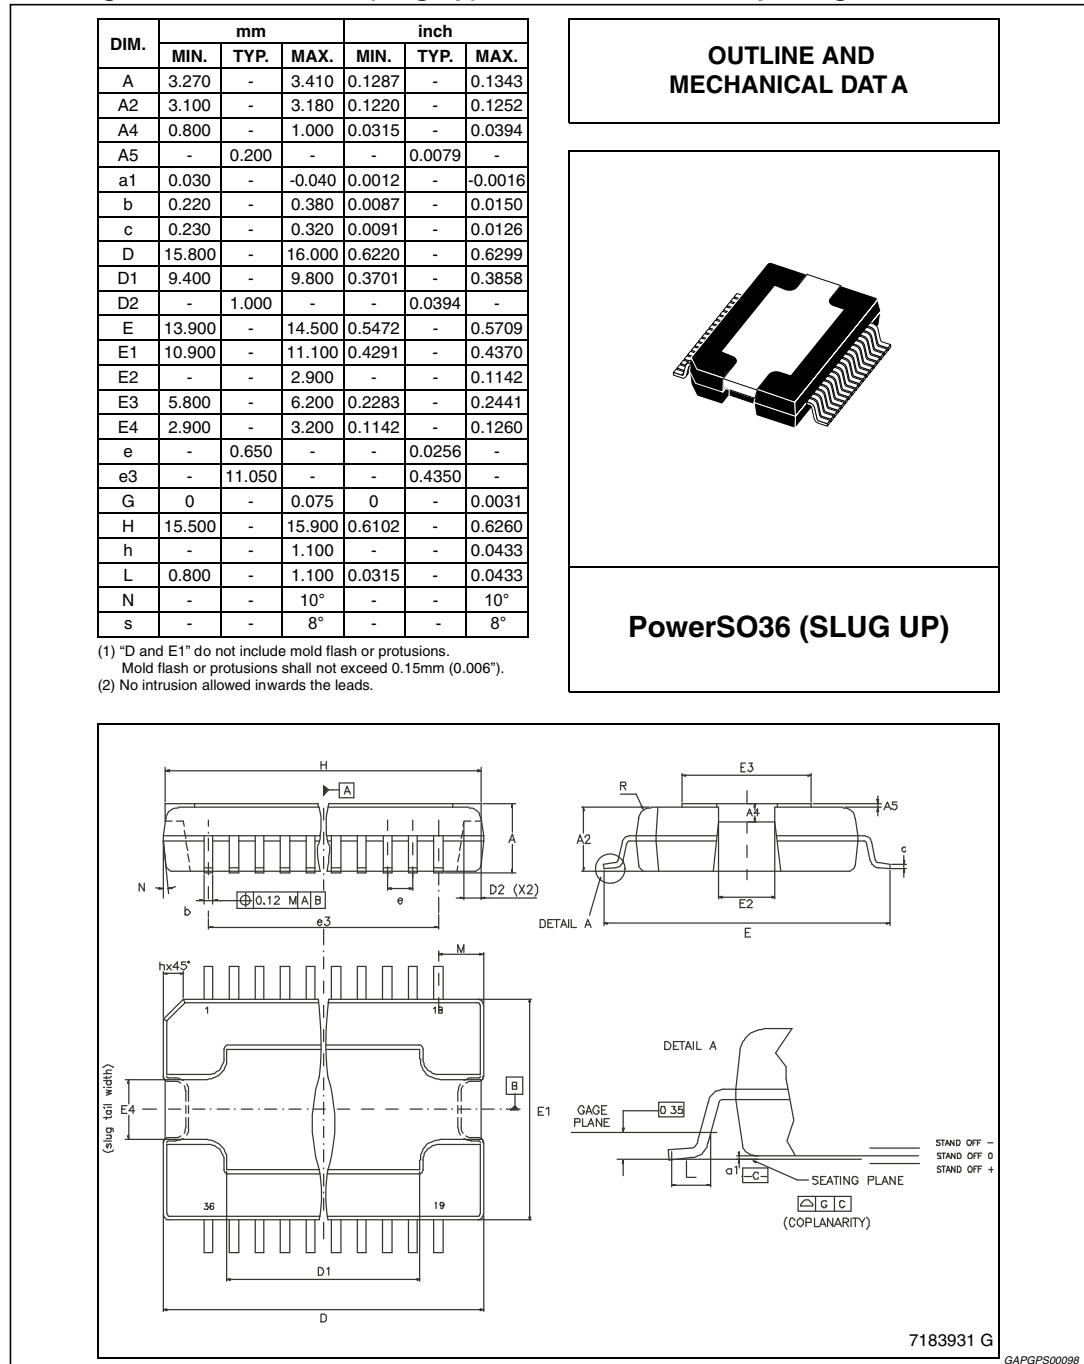 DIM. mm inch
MIN. TYP. MAX. MIN. TYP. MAX.
A 3.270 - 3.410 0.1287 - 0.1343
A2 3.100 - 3.180 0.1220 - 0.1252
A4 0.800 - 1.000 0.0315 - 0.0394
A5 - 0.200 - - 0.0079 -
a1 0.030 - -0.040 0.0012 - -0.0016
b 0.220 - 0.380 0.0087 - 0.0150
c 0.230 - 0.320 0.0091 - 0.0126
D 15.800 - 16.000 0.6220 - 0.6299
D1 9.400 - 9.800 0.3701 - 0.3858
D2 - 1.000 - - 0.0394 -
E 13.900 - 14.500 0.5472 - 0.5709
E1 10.900 - 11.100 0.4291 - 0.4370
E2 - - 2.900 - - 0.1142
E3 5.800 - 6.200 0.2283 - 0.2441
E4 2.900 - 3.200 0.1142 - 0.1260
e - 0.650 - - 0.0256 -
e3 - 11.050 - - 0.4350 -
G 0 - 0.075 0 - 0.0031
H 15.500 - 15.900 0.6102 - 0.6260
h - - 1.100 - - 0.0433
L 0.800 - 1.100 0.0315 - 0.0433
N - - 10° - - 10°
s - - 8° - - 8°
(1) “D and E1” do not include mold flash or protusions.
Mold flash or protusions shall not exceed 0.15mm (0.006”).
(2) No intrusion allowed inwards the leads.
OUTLINE AND
MECHANICAL DATA
PowerSO36 (SLUG UP)
H
A
A
N
b
0.12 M A B
e
D2 (X2)
e3
E3
R
A4
A5
A2
c
E2
DETAIL A
E
M
hx45°
1
18
B
E4
(slug tail width)
E1
36
19
D1
D
DETAIL A
GAGE
PLANE
0.35
L
a1
-C-
SEATING PLANE
G C
(COPLANARITY)
STAND OFF -
STAND OFF 0
STAND OFF +
7183931 G
GAPGPS00098